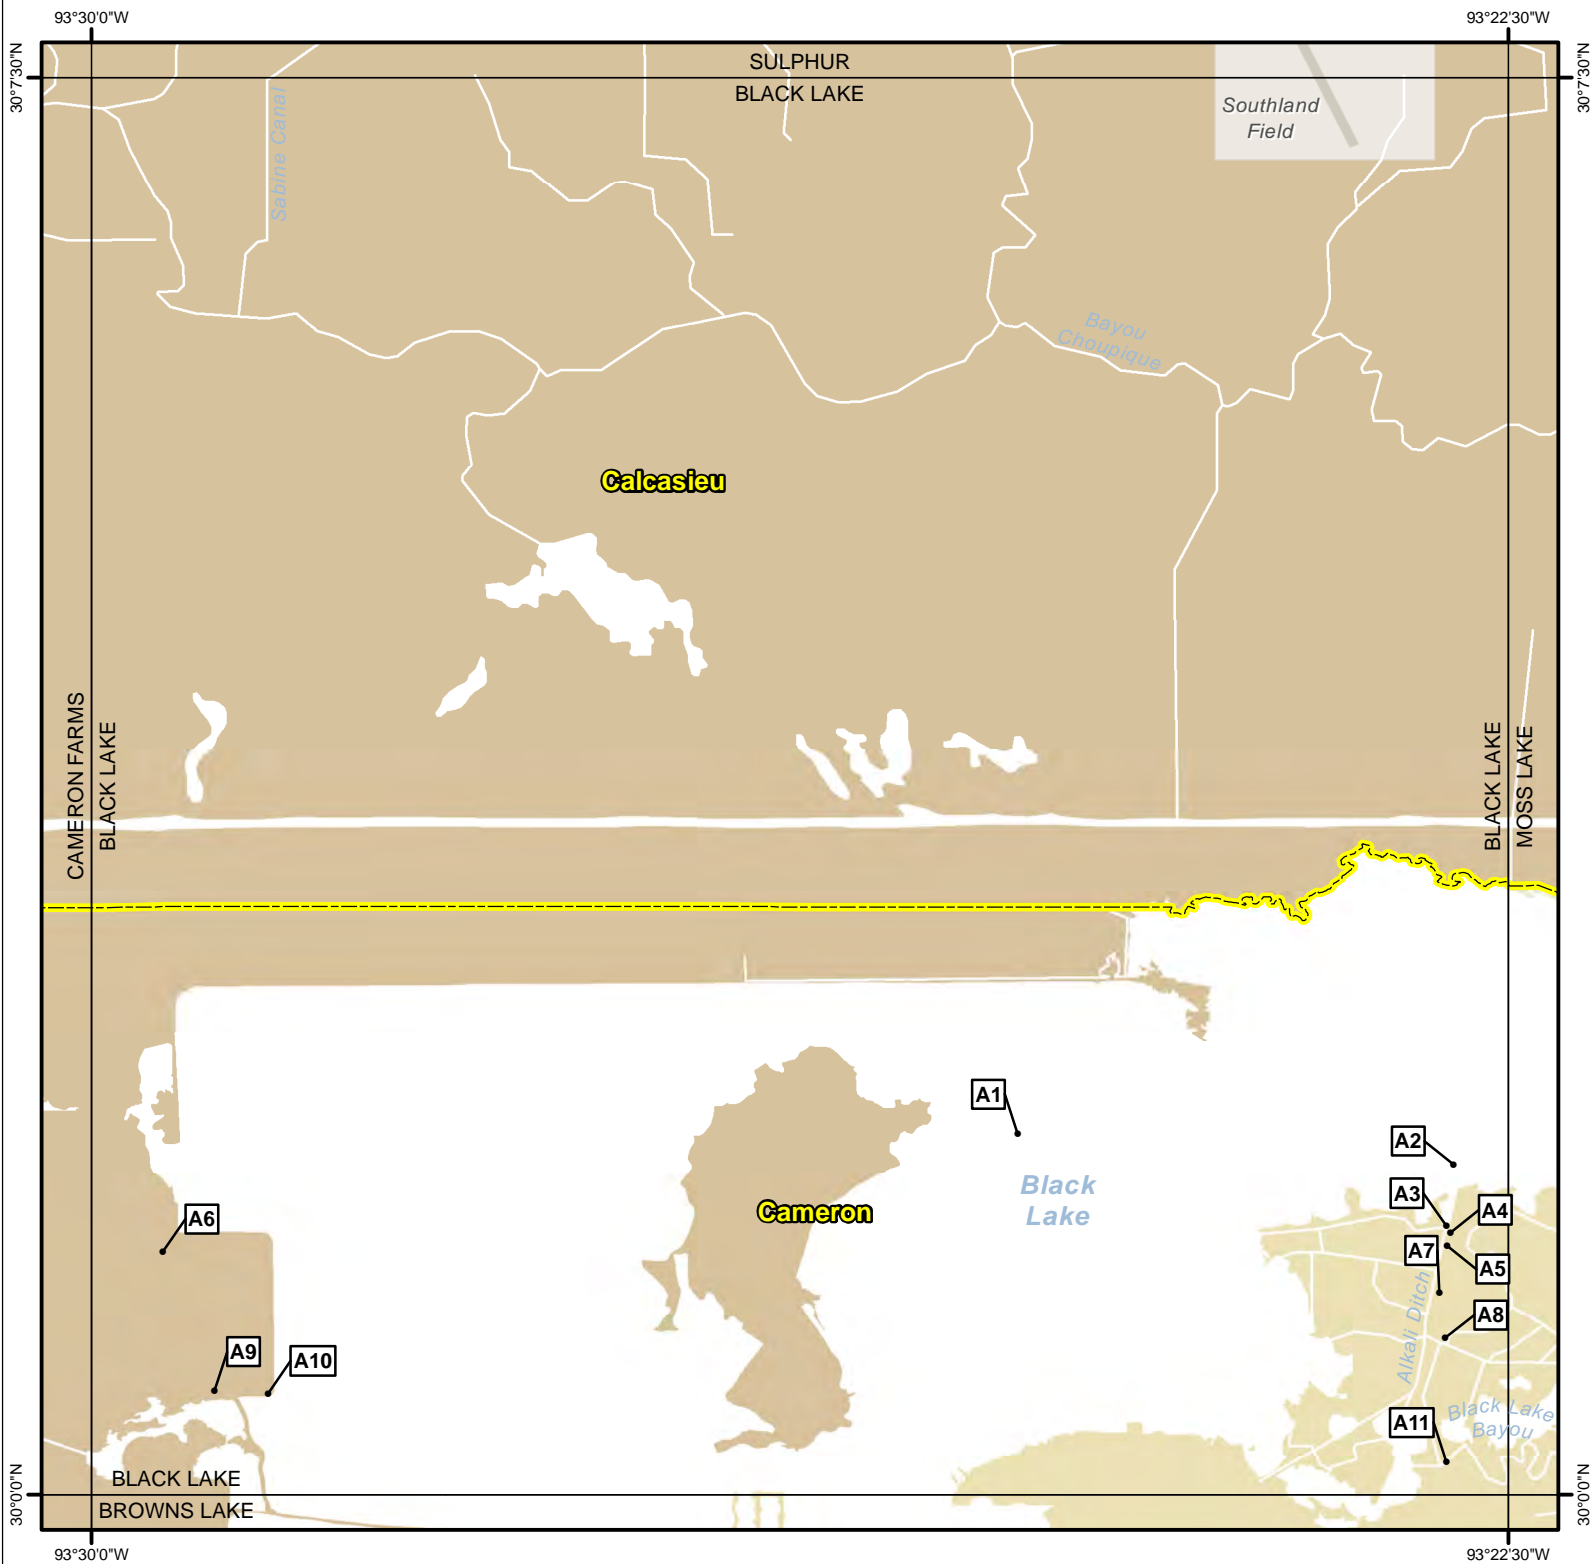 93°30'0"W
93°22'30"W
30°7'30"N
30°7'30"N
SULPHUR
BLACK LAKE
Southland
Field
Sabine Canal
Bayou
Choupique
Calcasieu
CAMERON FARMS
BLACK LAKE
BLACK LAKE
MOSS LAKE
A1
A2
Black
Lake
A3
A4
Cameron
A6
A7
A5
A8
Alkali Ditch
A9
A10
Black Lake
Bayou
A11
BLACK LAKE
BROWNS LAKE
30°0'0"N
30°0'0"N
93°30'0"W
93°22'30"W